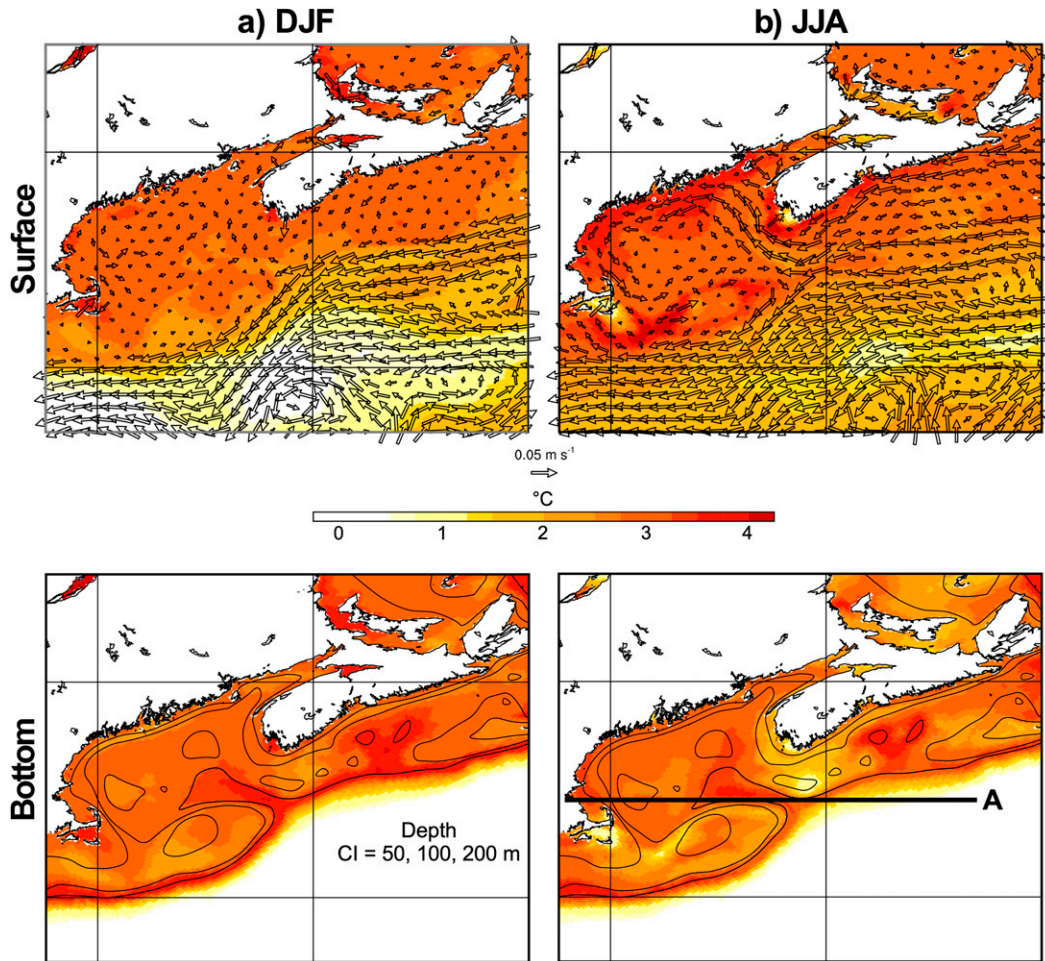 a) DJF
b) JJA
Surface
0.05 m s⁻¹
°C
0 1 2 3 4
Bottom
A
Depth
CI = 50, 100, 200 m